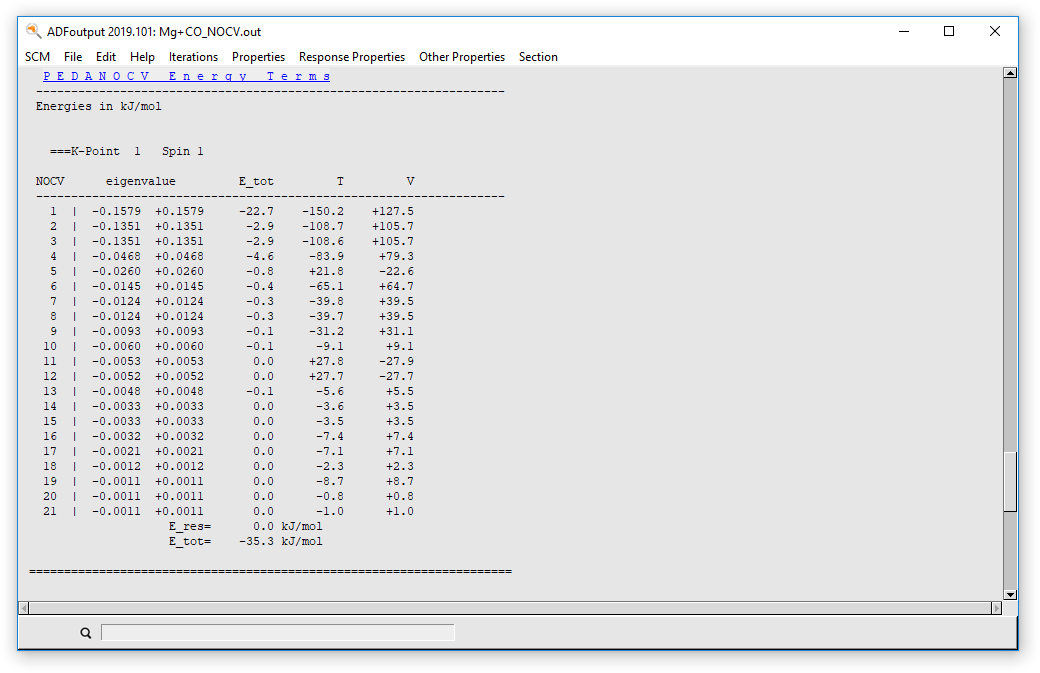 ADFoutput 2019.101: Mg+CO_NOCV.out
SCM File Edit Help Iterations Properties Response Properties Other Properties Section
P E D A N O C V   E n e r g y   T e r m s
-------------------------------------------------------------------
Energies in kJ/mol
===K-Point  1   Spin 1
NOCV      eigenvalue         E_tot         T         V
-------------------------------------------------------------------
1  |  -0.1579  +0.1579     -22.7    -150.2    +127.5
2  |  -0.1351  +0.1351      -2.9    -108.7    +105.7
3  |  -0.1351  +0.1351      -2.9    -108.6    +105.7
4  |  -0.0468  +0.0468      -4.6     -83.9     +79.3
5  |  -0.0260  +0.0260      -0.8     +21.8     -22.6
6  |  -0.0145  +0.0145      -0.4     -65.1     +64.7
7  |  -0.0124  +0.0124      -0.3     -39.8     +39.5
8  |  -0.0124  +0.0124      -0.3     -39.7     +39.5
9  |  -0.0093  +0.0093      -0.1     -31.2     +31.1
10  |  -0.0060  +0.0060      -0.1      -9.1      +9.1
11  |  -0.0053  +0.0053       0.0     +27.8     -27.9
12  |  -0.0052  +0.0052       0.0     +27.7     -27.7
13  |  -0.0048  +0.0048      -0.1      -5.6      +5.5
14  |  -0.0033  +0.0033       0.0      -3.6      +3.5
15  |  -0.0033  +0.0033       0.0      -3.5      +3.5
16  |  -0.0032  +0.0032       0.0      -7.4      +7.4
17  |  -0.0021  +0.0021       0.0      -7.1      +7.1
18  |  -0.0012  +0.0012       0.0      -2.3      +2.3
19  |  -0.0011  +0.0011       0.0      -8.7      +8.7
20  |  -0.0011  +0.0011       0.0      -0.8      +0.8
21  |  -0.0011  +0.0011       0.0      -1.0      +1.0
E_res=      0.0 kJ/mol
E_tot=    -35.3 kJ/mol
=====================================================================